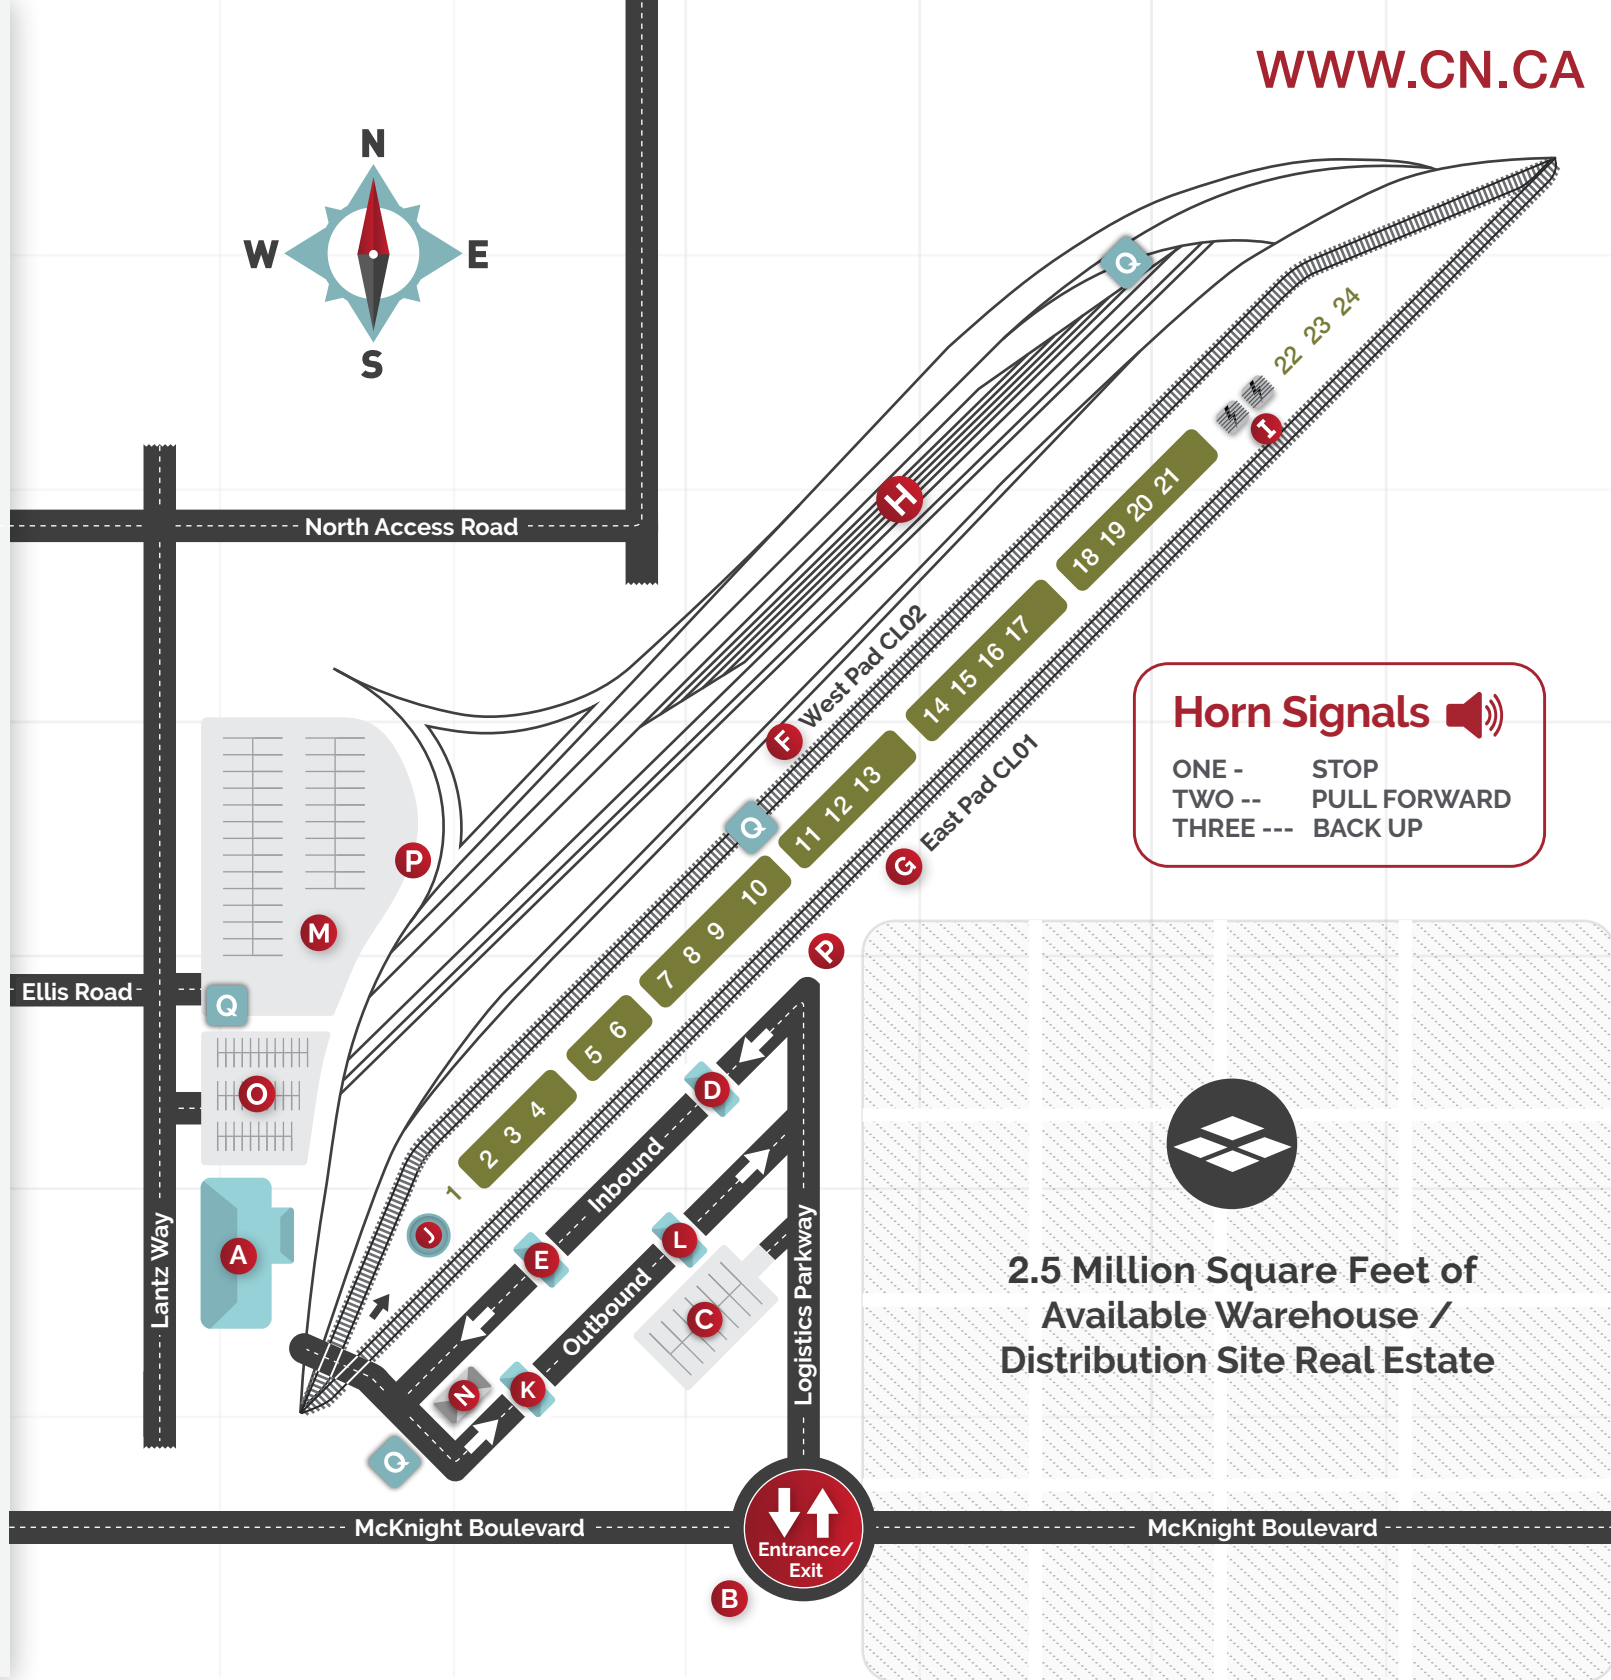 WWW.CN.CA
N
W
E
S
Q
22 23 24
I
H
18 19 20 21
North Access Road
West Pad CL02
F
14 15 16 17
Horn Signals
ONE - STOP
TWO -- PULL FORWARD
THREE --- BACK UP
East Pad CL01
G
Q
11 12 13
P
M
7 8 9 10
P
Ellis Road
Q
5 6
O
D
2 3 4
1
Inbound
J
A
Lantz Way
E
L
Outbound
C
Logistics Parkway
2.5 Million Square Feet of
Available Warehouse /
Distribution Site Real Estate
N
K
Q
McKnight Boulevard
Entrance/
Exit
McKnight Boulevard
B